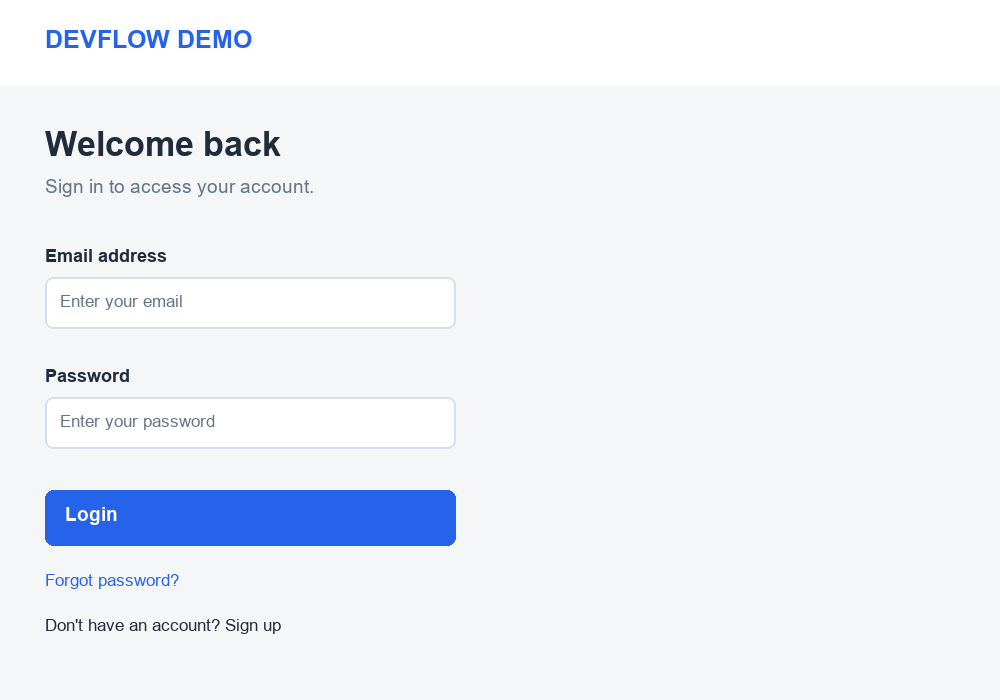 DEVFLOW DEMO
Welcome back
Sign in to access your account.
Email address
Enter your email
Password
Enter your password
Login
Forgot password?
Don't have an account? Sign up